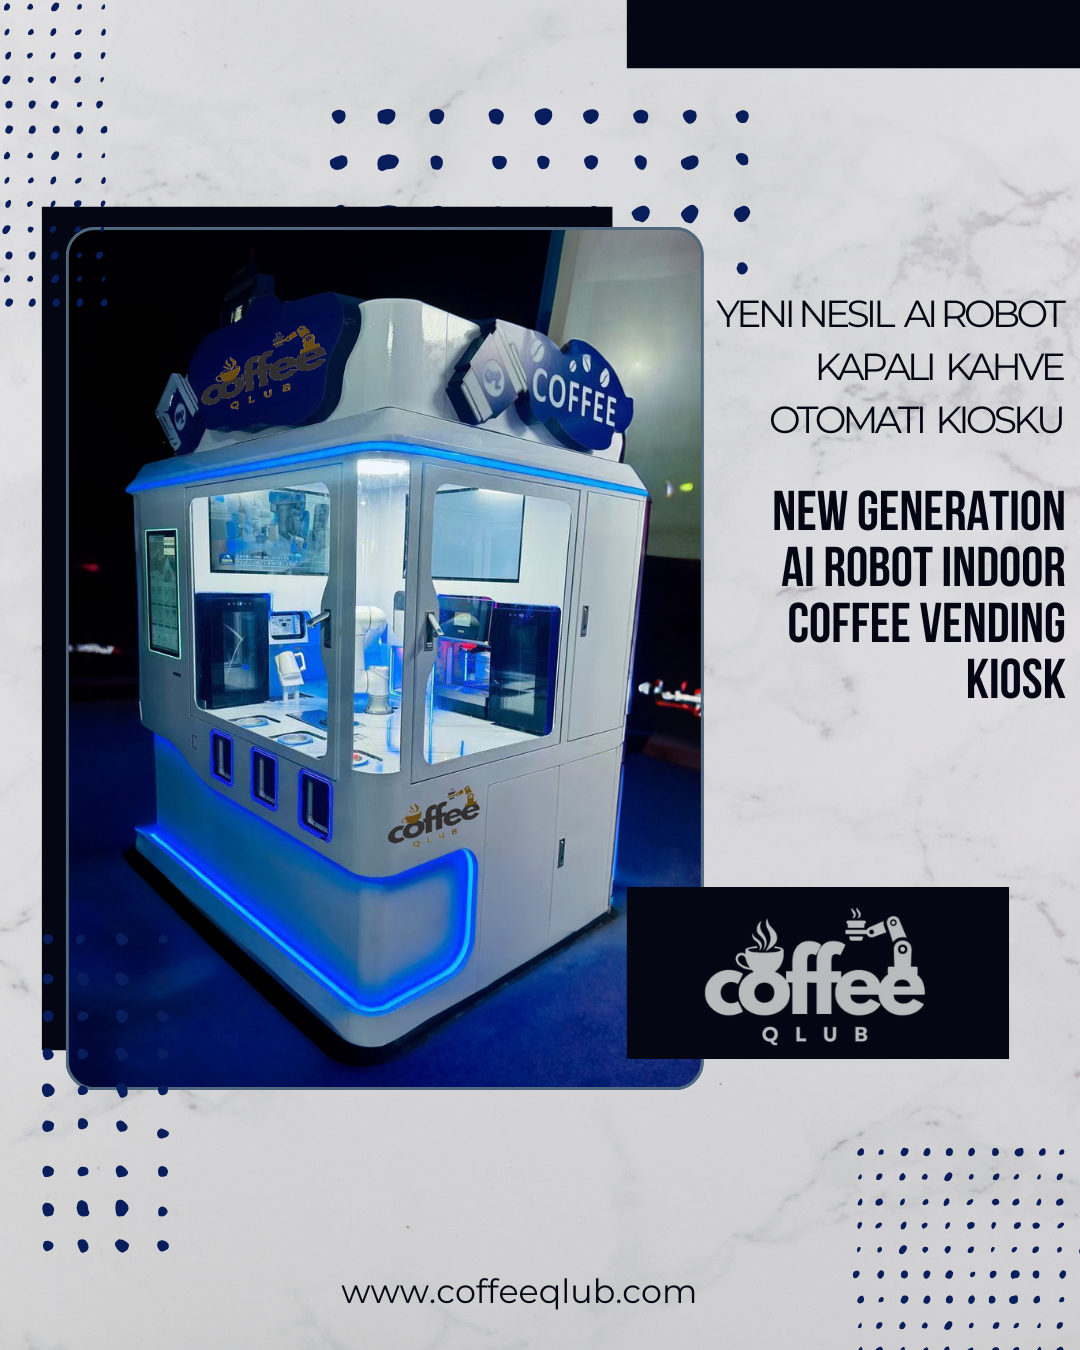 coffee
QLUB
COFFEE
YENI NESIL AI ROBOT
KAPALI KAHVE
OTOMATI KIOSKU
NEW GENERATION
AI ROBOT INDOOR
COFFEE VENDING
KIOSK
coffee
QLUB
coffee
QLUB
www.coffeeqlub.com